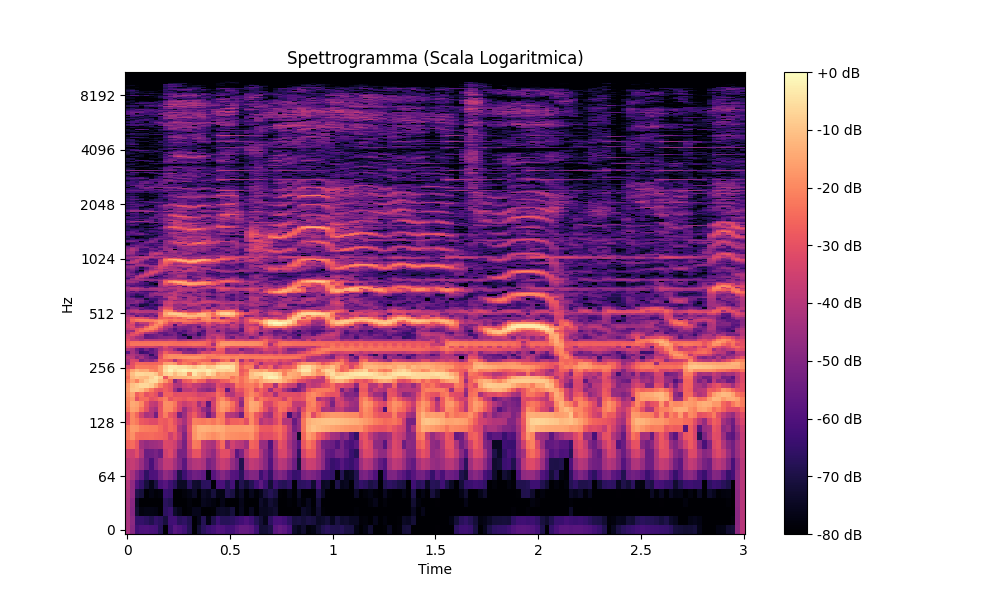 Spettrogramma (Scala Logaritmica)
8192
4096
2048
1024
512
256
128
64
0
Hz
0
0.5
1
1.5
2
2.5
3
Time
+0 dB
-10 dB
-20 dB
-30 dB
-40 dB
-50 dB
-60 dB
-70 dB
-80 dB